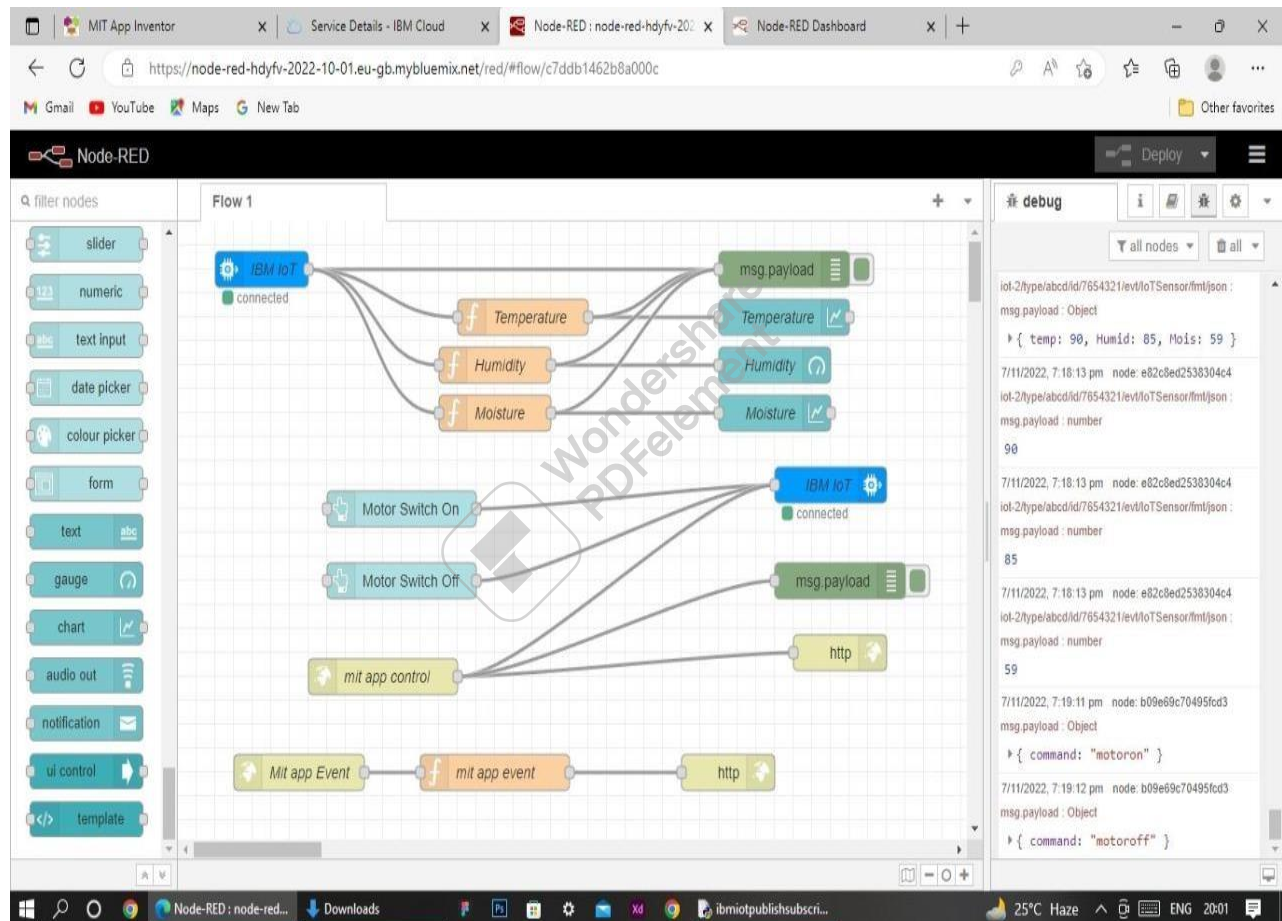 MIT App Inventor
Service Details - IBM Cloud
Node-RED : node-red-hdyfv-202
Node-RED Dashboard
https://node-red-hdyfv-2022-10-01.eu-gb.mybluemix.net/red/#flow/c7ddb1462b8a000c
Gmail
YouTube
Maps
New Tab
Other favorites
Node-RED
Deploy
filter nodes
Flow 1
debug
all nodes
all
slider
numeric
text input
date picker
colour picker
form
text
gauge
chart
audio out
notification
ui control
template
IBM IoT
connected
Temperature
Humidity
Moisture
msg.payload
Temperature
Humidity
Moisture
Motor Switch On
Motor Switch Off
IBM IoT
connected
msg.payload
mit app control
http
Mit app Event
mit app event
http
Wondershare
PDFelement
iot-2/type/abcd/id/7654321/evt/IoTSensor/fmt/json :
msg.payload : Object
{ temp: 90, Humid: 85, Mois: 59 }
7/11/2022, 7:18:13 pm node: e82c8ed2538304c4
iot-2/type/abcd/id/7654321/evt/IoTSensor/fmt/json :
msg.payload : number
90
7/11/2022, 7:18:13 pm node: e82c8ed2538304c4
iot-2/type/abcd/id/7654321/evt/IoTSensor/fmt/json :
msg.payload : number
85
7/11/2022, 7:18:13 pm node: e82c8ed2538304c4
iot-2/type/abcd/id/7654321/evt/IoTSensor/fmt/json :
msg.payload : number
59
7/11/2022, 7:19:11 pm node: b09e69c70495fcd3
msg.payload : Object
{ command: "motoron" }
7/11/2022, 7:19:12 pm node: b09e69c70495fcd3
msg.payload : Object
{ command: "motoroff" }
Node-RED : node-red...
Downloads
ibmiotpublishsubscri...
25°C Haze
ENG
20:01